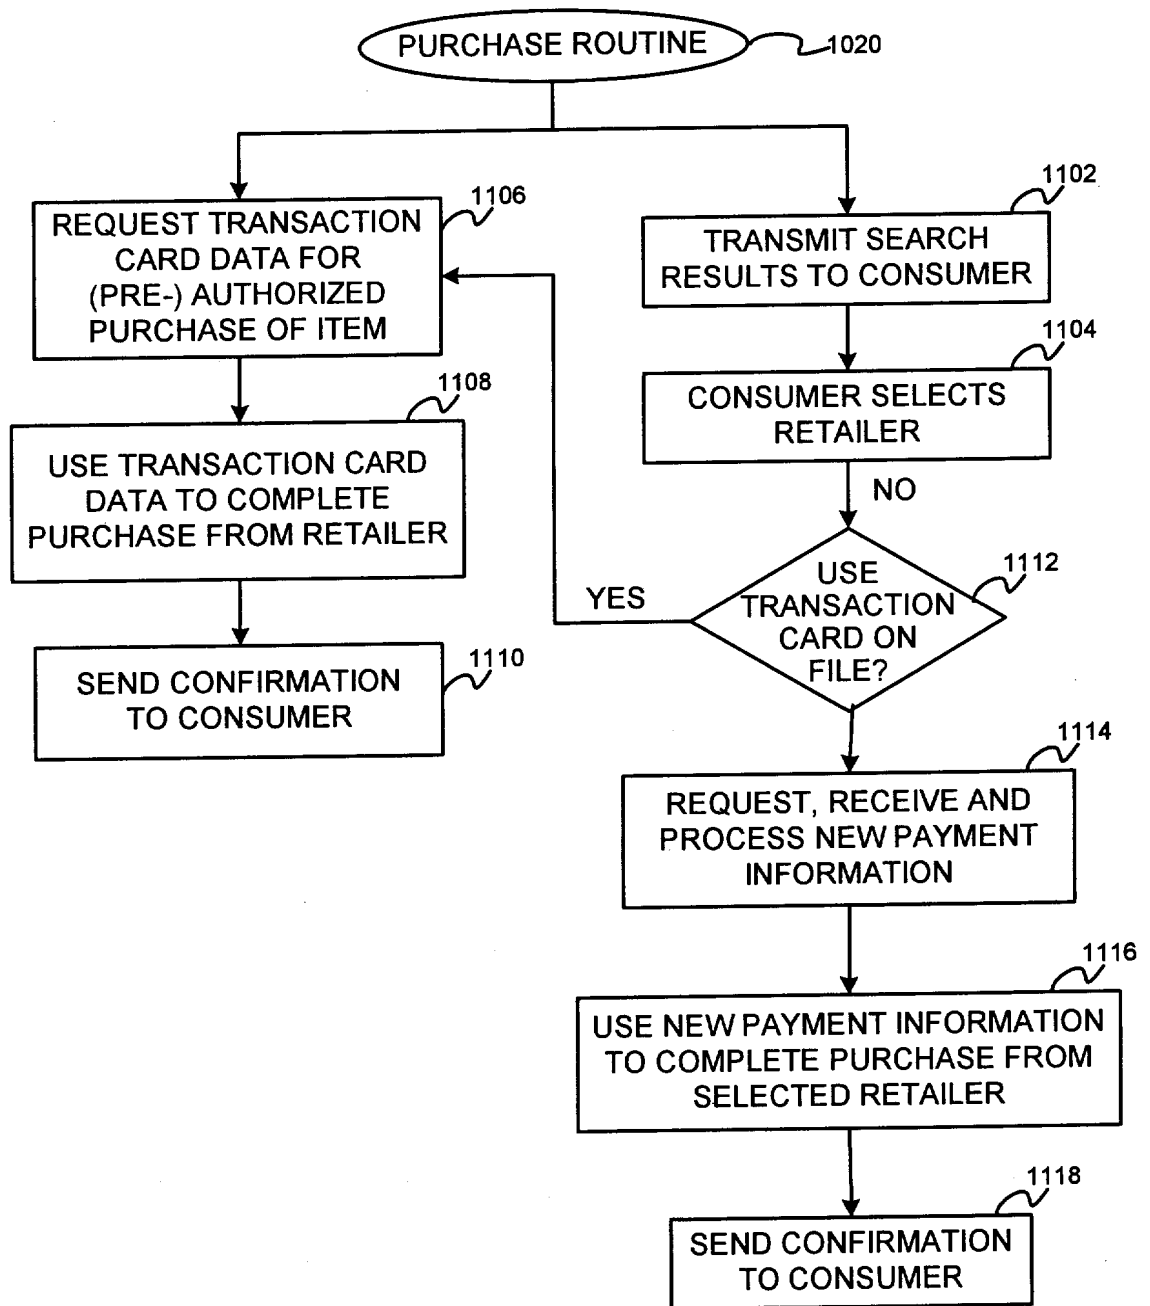 PURCHASE ROUTINE
1020
1106
REQUEST TRANSACTION
CARD DATA FOR
(PRE-) AUTHORIZED
PURCHASE OF ITEM
1108
USE TRANSACTION CARD
DATA TO COMPLETE
PURCHASE FROM RETAILER
1110
SEND CONFIRMATION
TO CONSUMER
1102
TRANSMIT SEARCH
RESULTS TO CONSUMER
1104
CONSUMER SELECTS
RETAILER
NO
1112
USE
TRANSACTION
CARD ON
FILE?
YES
1114
REQUEST, RECEIVE AND
PROCESS NEW PAYMENT
INFORMATION
1116
USE NEW PAYMENT INFORMATION
TO COMPLETE PURCHASE FROM
SELECTED RETAILER
1118
SEND CONFIRMATION
TO CONSUMER